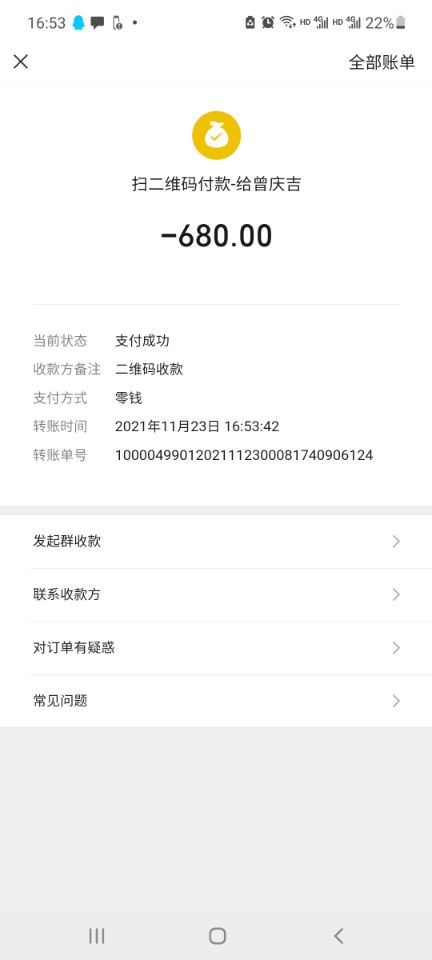 16:53 HD 4G HD 4G 22%
全部账单
扫二维码付款-给曾庆吉
-680.00
当前状态 支付成功
收款方备注 二维码收款
支付方式 零钱
转账时间 2021年11月23日 16:53:42
转账单号 1000049901202111230008174090​6124
发起群收款
联系收款方
对订单有疑惑
常见问题